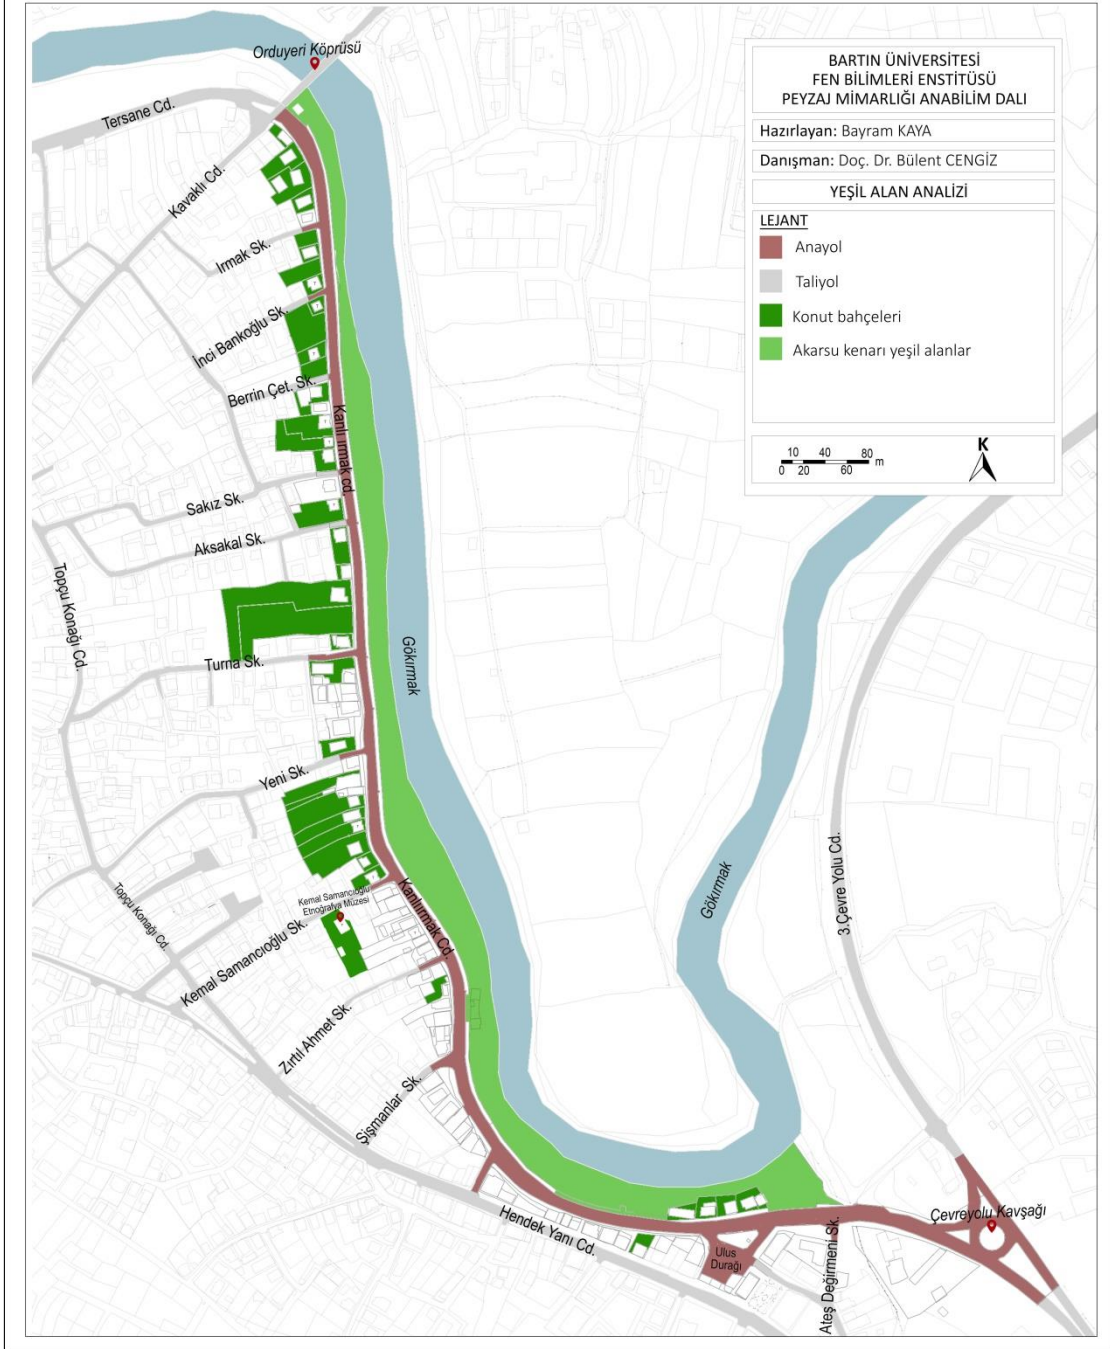 BARTIN ÜNİVERSİTESİ
FEN BİLİMLERİ ENSTİTÜSÜ
PEYZAJ MİMARLIĞI ANABİLİM DALI
Hazırlayan: Bayram KAYA
Danışman: Doç. Dr. Bülent CENGİZ
YEŞİL ALAN ANALİZİ
LEJANT
Anayol
Taliyol
Konut bahçeleri
Akarsu kenarı yeşil alanlar
10 40 80 m
0 20 60
K
Orduyeri Köprüsü
Tersane Cd.
Kavaklı Cd.
Irmak Sk.
İnci Bankoğlu Sk.
Berrin Çet. Sk.
Kanlı ırmak cd.
Sakız Sk.
Aksakal Sk.
Topçu Konağı Cd.
Turna Sk.
Gökırmak
Yeni Sk.
Topçu Konağı Cd.
Kemal Samancıoğlu
Etnoğrafya Müzesi
Kanlıırmak Cd.
Kemal Samancıoğlu Sk.
Zırtıl Ahmet Sk.
Şişmanlar Sk.
Gökırmak
3.Çevre Yolu Cd.
Hendek Yanı Cd.
Ulus
Durağı
Ateş Değirmeni Sk.
Çevreyolu Kavşağı